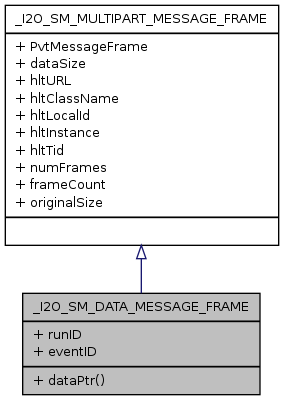 _I2O_SM_MULTIPART_MESSAGE_FRAME
+ PvtMessageFrame
+ dataSize
+ hltURL
+ hltClassName
+ hltLocalId
+ hltInstance
+ hltTid
+ numFrames
+ frameCount
+ originalSize
_I2O_SM_DATA_MESSAGE_FRAME
+ runID
+ eventID
+ dataPtr()